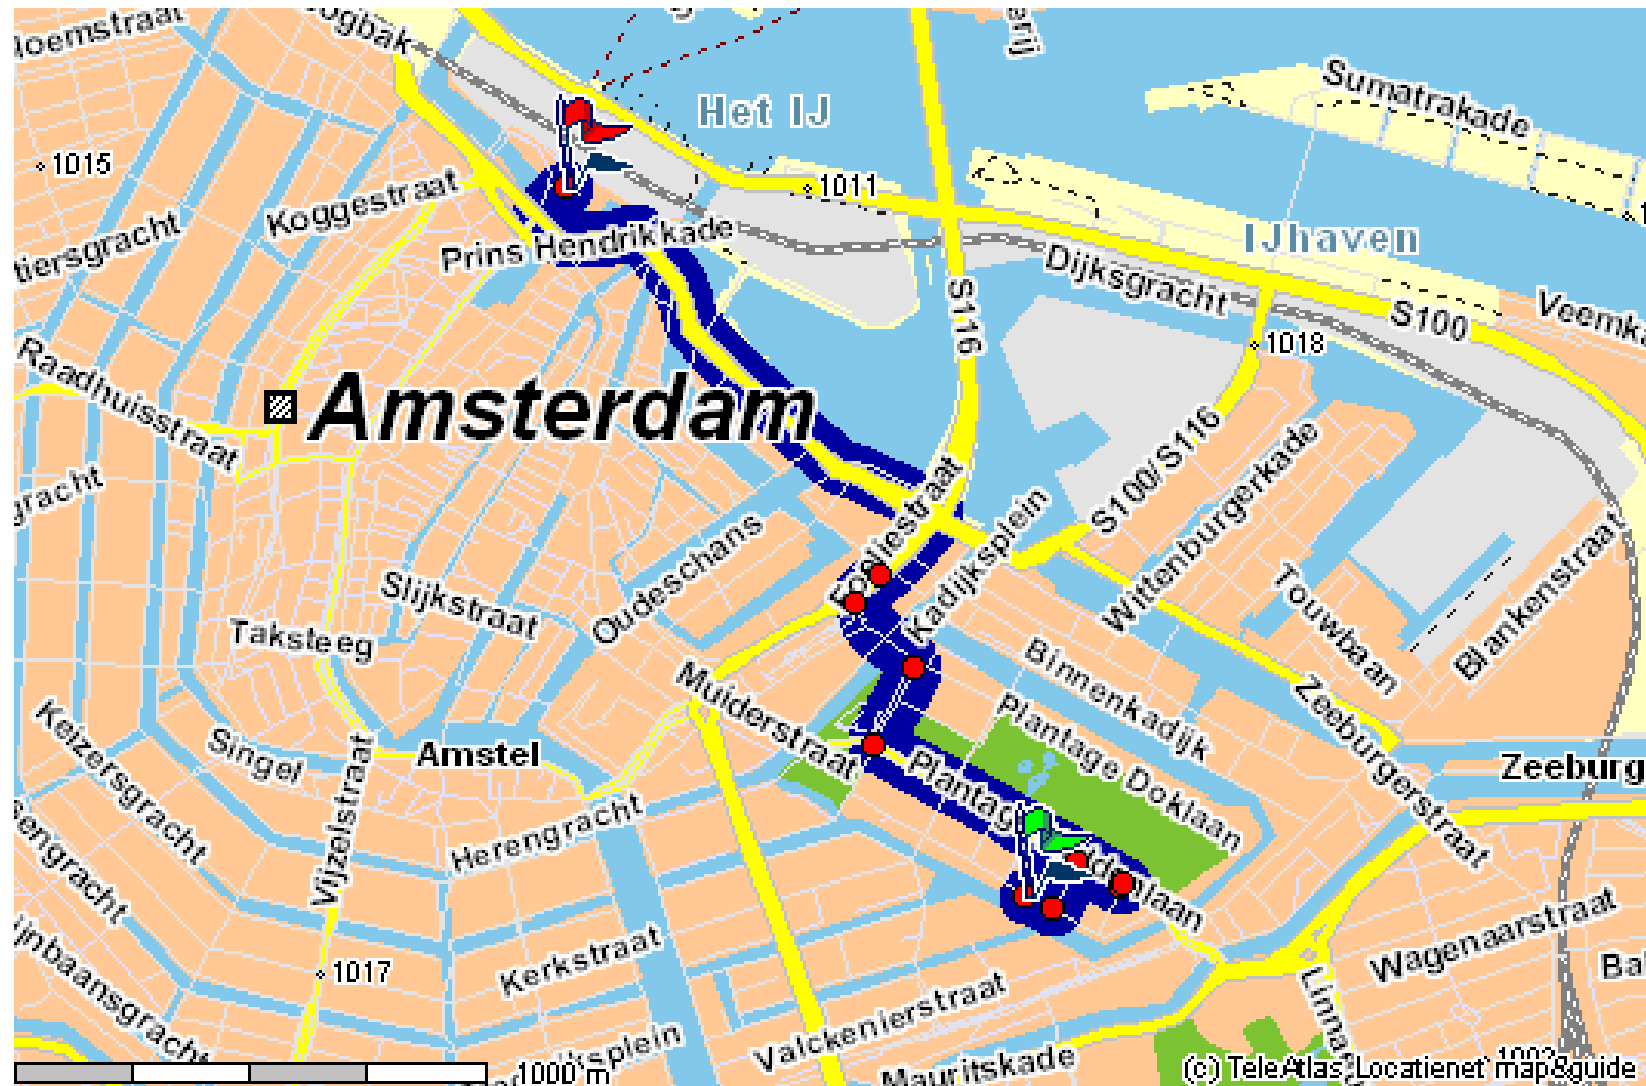 Het IJ
Sumatrakade
1015
1011
Koggestraat
Prins Hendrikkade
IJhaven
Dijksgracht
S116
S100
1018
Raadhuisstraat
Amsterdam
S100/S116
Wittenburgerkade
Kadijksplein
Oudeschans
Slijkstraat
Taksteeg
Touwbaan
Blankenstraat
Binnenkadijk
Muiderstraat
Plantage Doklaan
Zeeburgerstraat
Keizersgracht
Singel
Vijzelstraat
Amstel
Zeeburg
Herengracht
Kerkstraat
Wagenaarstraat
1017
Valckenierstraat
Mauritskade
1000 m
(c) TeleAtlas, Locatienet map&guide